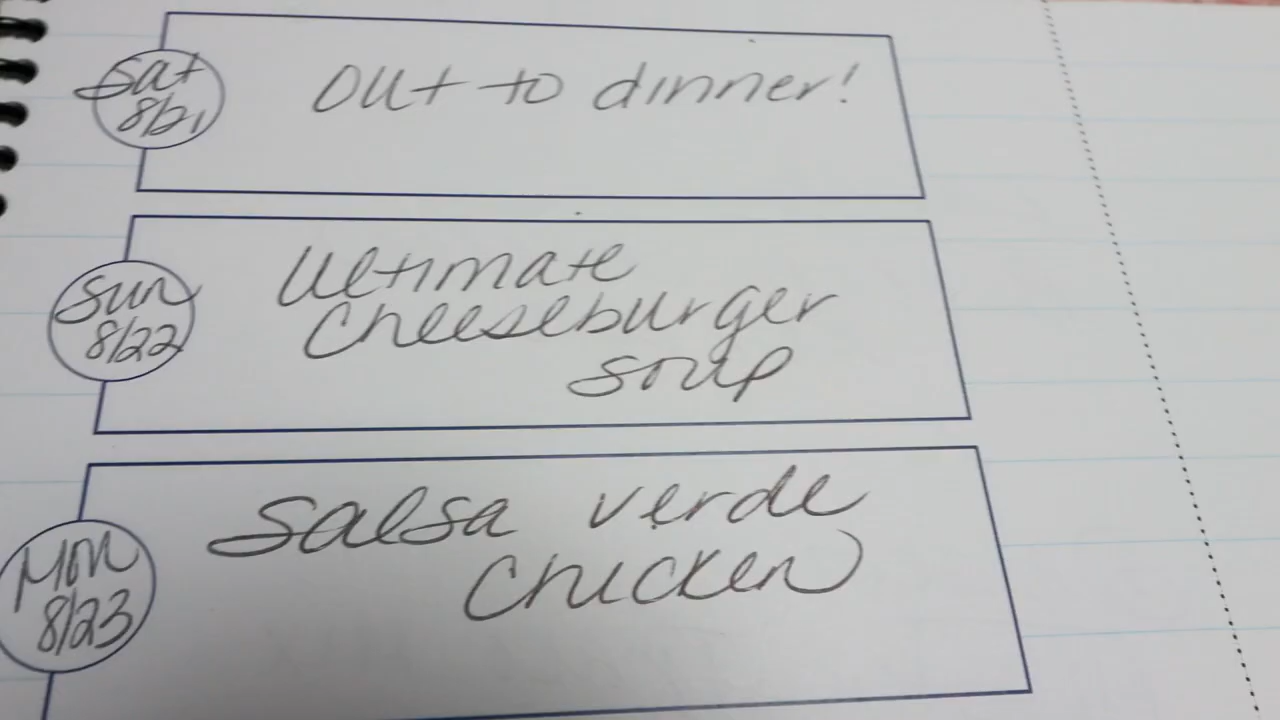 Sat
8/21
Out to dinner!
Sun
8/22
Ultimate
Cheeseburger
Soup
Mon
8/23
Salsa verde
Chicken